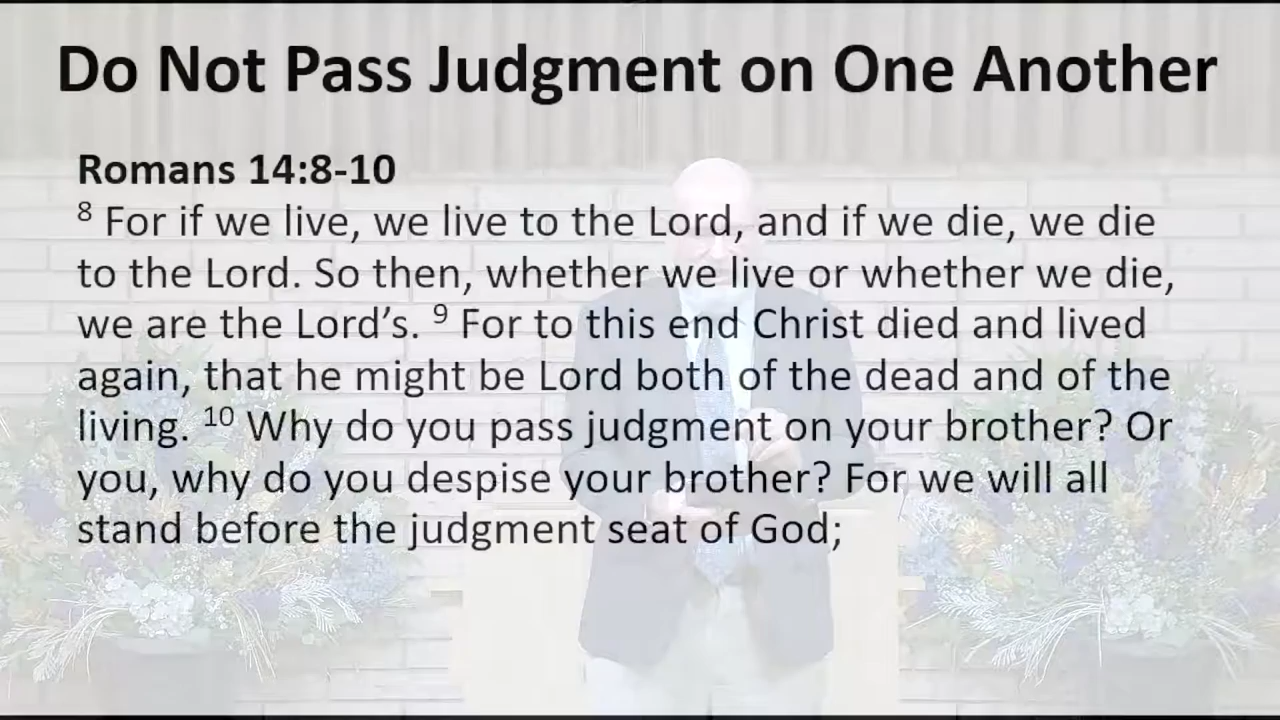 Do Not Pass Judgment on One Another
Romans 14:8-10
8 For if we live, we live to the Lord, and if we die, we die
to the Lord. So then, whether we live or whether we die,
we are the Lord’s. 9 For to this end Christ died and lived
again, that he might be Lord both of the dead and of the
living. 10 Why do you pass judgment on your brother? Or
you, why do you despise your brother? For we will all
stand before the judgment seat of God;